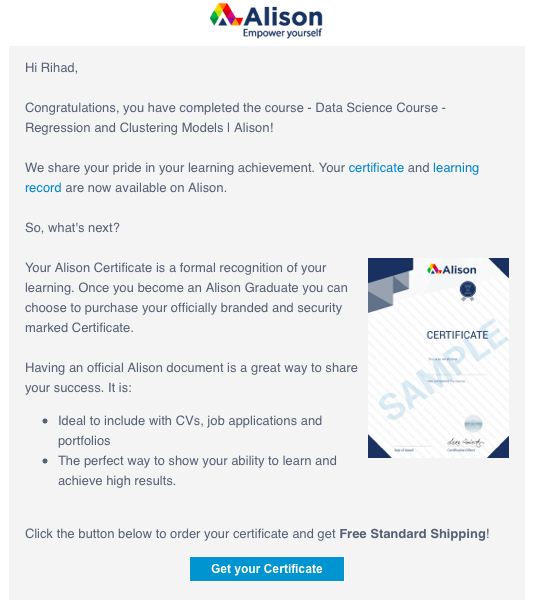 Alison
Empower yourself
Hi Rihad,
Congratulations, you have completed the course - Data Science Course -
Regression and Clustering Models | Alison!
We share your pride in your learning achievement. Your certificate and learning
record are now available on Alison.
So, what's next?
Your Alison Certificate is a formal recognition of your
learning. Once you become an Alison Graduate you can
choose to purchase your officially branded and security
marked Certificate.
Having an official Alison document is a great way to share
your success. It is:
Ideal to include with CVs, job applications and
portfolios
The perfect way to show your ability to learn and
achieve high results.
Alison
CERTIFICATE
SAMPLE
Click the button below to order your certificate and get Free Standard Shipping!
Get your Certificate